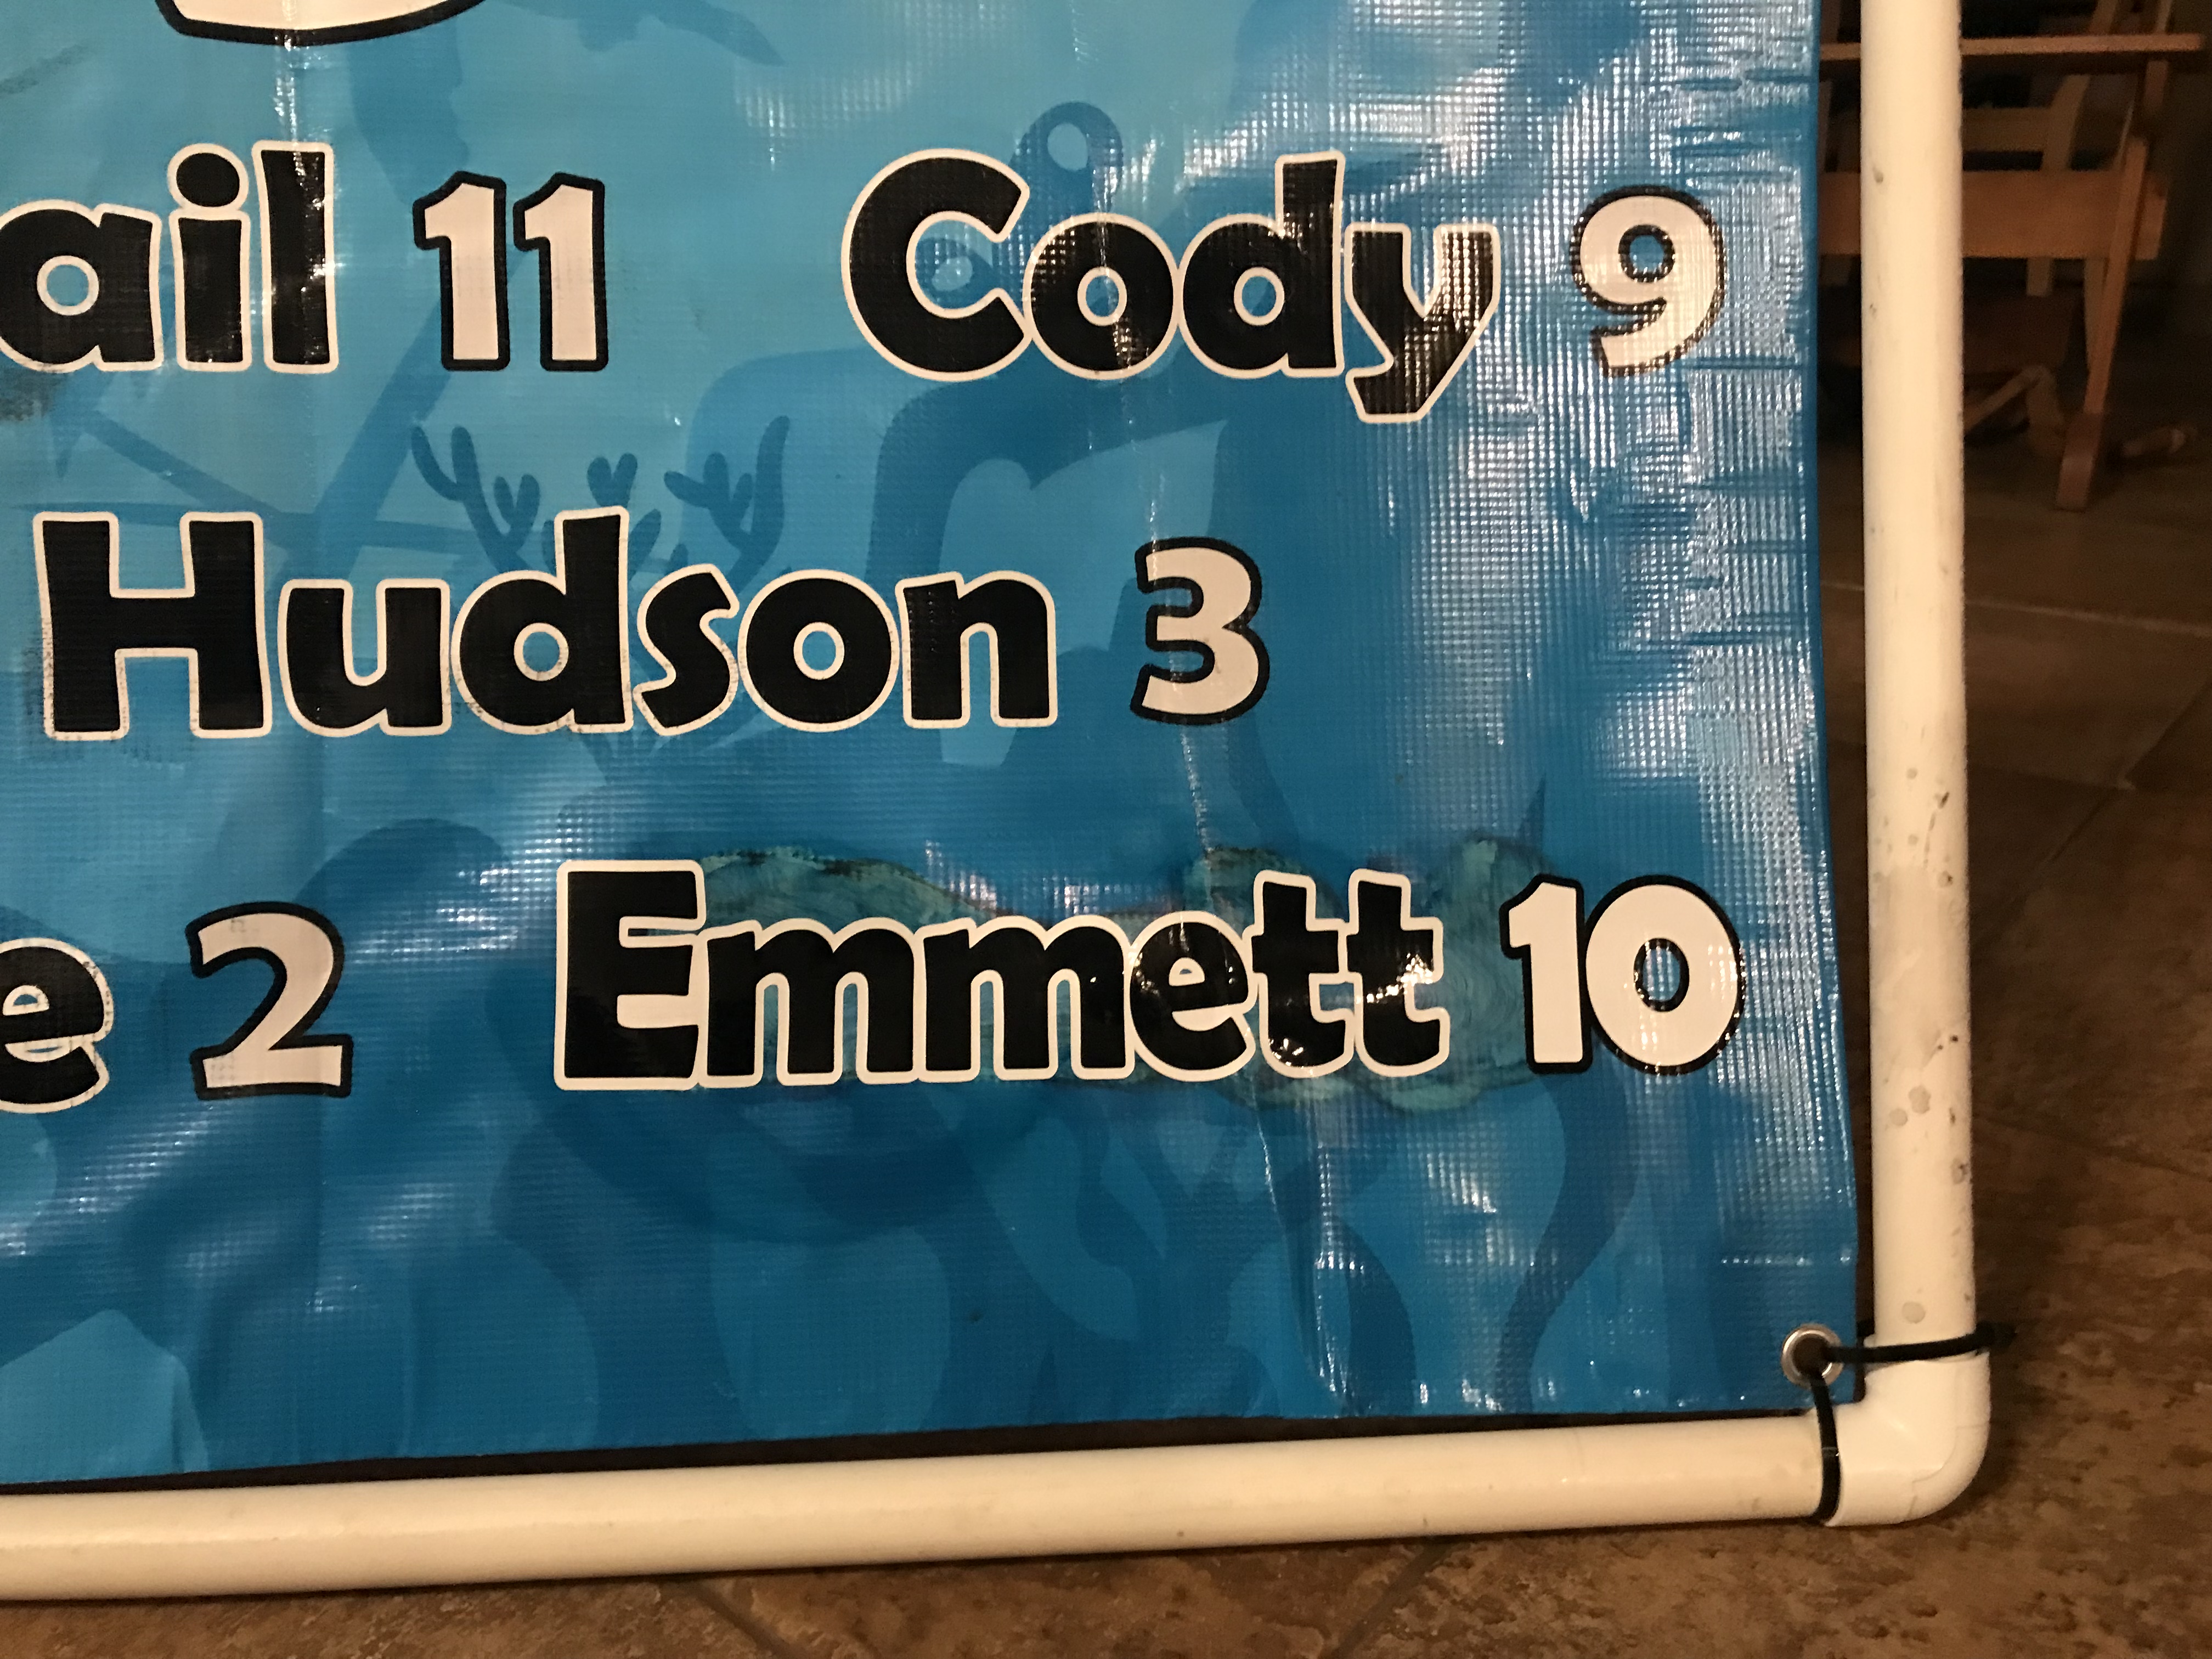 ail 11 Cody 9
Hudson 3
e 2 Emmett 10